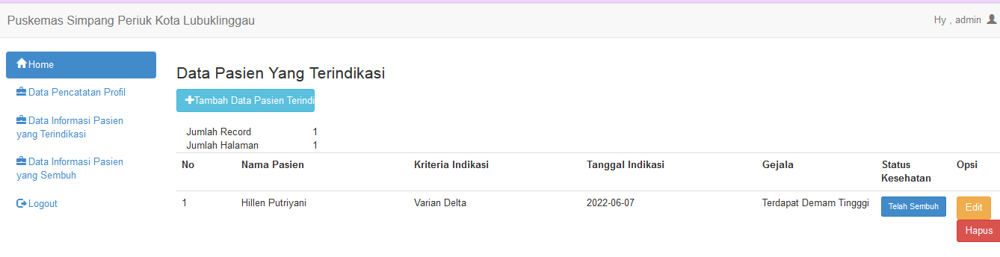 Puskemas Simpang Periuk Kota Lubuklinggau
Hy , admin
Home
Data Pencatatan Profil
Data Informasi Pasien
yang Terindikasi
Data Informasi Pasien
yang Sembuh
Logout
Data Pasien Yang Terindikasi
Tambah Data Pasien Terindi
Jumlah Record 1
Jumlah Halaman 1
No Nama Pasien Kriteria Indikasi Tanggal Indikasi Gejala Status Kesehatan Opsi
1 Hillen Putriyani Varian Delta 2022-06-07 Terdapat Demam Tingggi Telah Sembuh Edit
Hapus